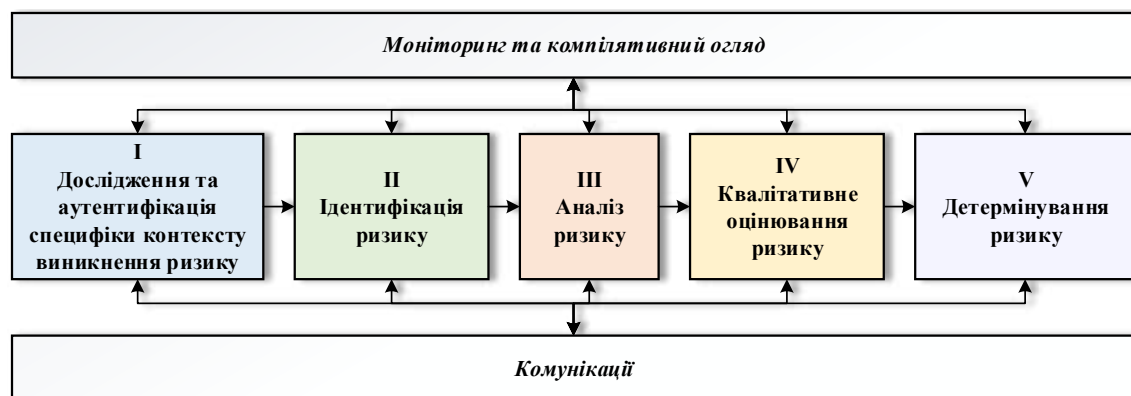 Моніторинг та компілятивний огляд
I
Дослідження та
аутентифікація
специфіки контексту
виникнення ризику
II
Ідентифікація
ризику
III
Аналіз
ризику
IV
Квалітативне
оцінювання
ризику
V
Детермінування
ризику
Комунікації